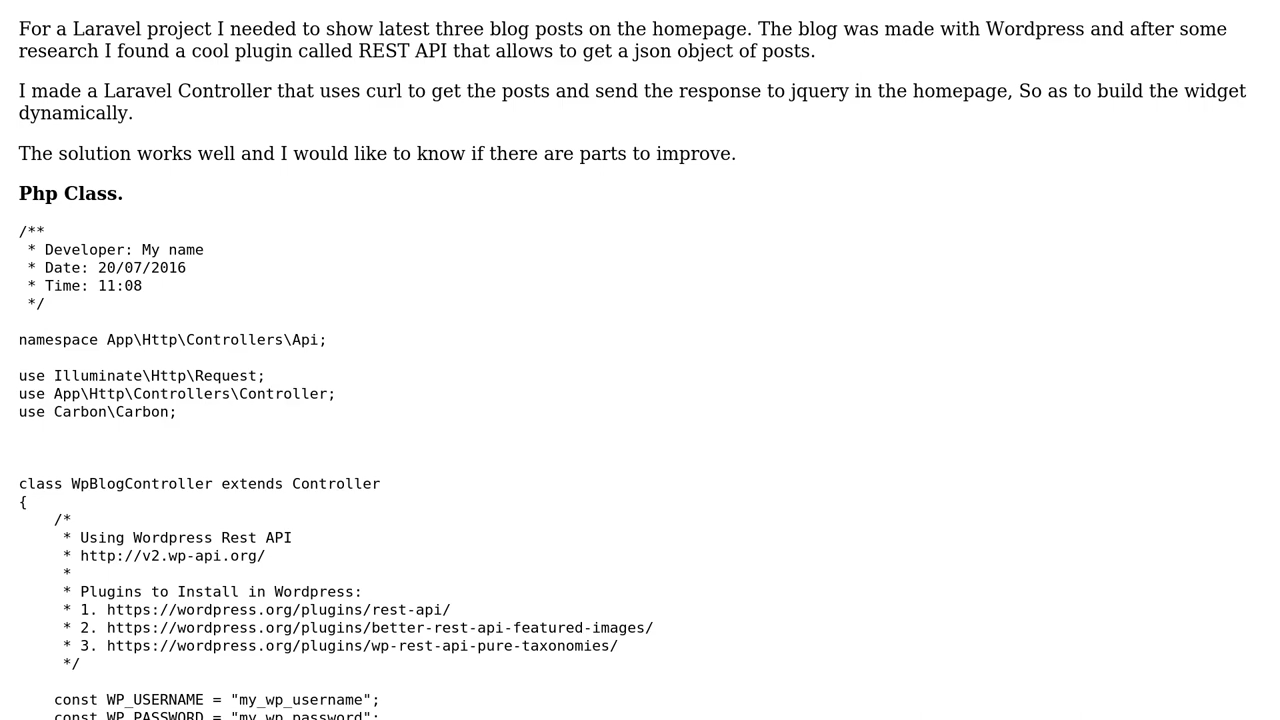 For a Laravel project I needed to show latest three blog posts on the homepage. The blog was made with Wordpress and after some
research I found a cool plugin called REST API that allows to get a json object of posts.
I made a Laravel Controller that uses curl to get the posts and send the response to jquery in the homepage, So as to build the widget
dynamically.
The solution works well and I would like to know if there are parts to improve.
Php Class.
/**
 * Developer: My name
 * Date: 20/07/2016
 * Time: 11:08
 */
namespace App\Http\Controllers\Api;
use Illuminate\Http\Request;
use App\Http\Controllers\Controller;
use Carbon\Carbon;
class WpBlogController extends Controller
{
    /*
     * Using Wordpress Rest API
     * http://v2.wp-api.org/
     *
     * Plugins to Install in Wordpress:
     * 1. https://wordpress.org/plugins/rest-api/
     * 2. https://wordpress.org/plugins/better-rest-api-featured-images/
     * 3. https://wordpress.org/plugins/wp-rest-api-pure-taxonomies/
     */
    const WP_USERNAME = "my_wp_username";
    const WP_PASSWORD = "my_wp_password";